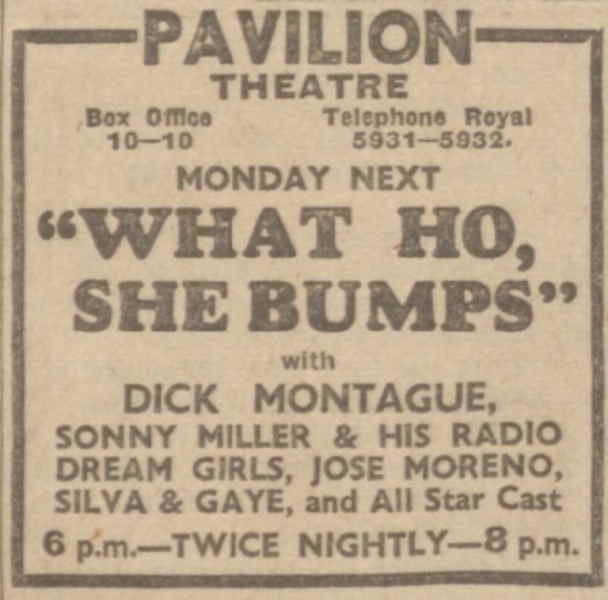 PAVILION
THEATRE
Box Office Telephone Royal
10—10 5931—5932.
MONDAY NEXT
“WHAT HO,
SHE BUMPS”
with
DICK MONTAGUE,
SONNY MILLER & HIS RADIO
DREAM GIRLS, JOSE MORENO,
SILVA & GAYE, and All Star Cast
6 p.m.—TWICE NIGHTLY—8 p.m.